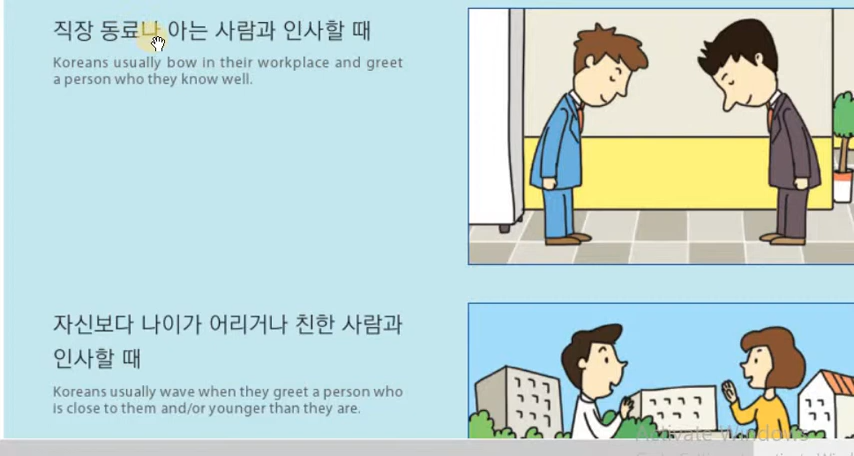 직장 동료나 아는 사람과 인사할 때
Koreans usually bow in their workplace and greet
a person who they know well.
자신보다 나이가 어리거나 친한 사람과
인사할 때
Koreans usually wave when they greet a person who
is close to them and/or younger than they are.
Activate Windows